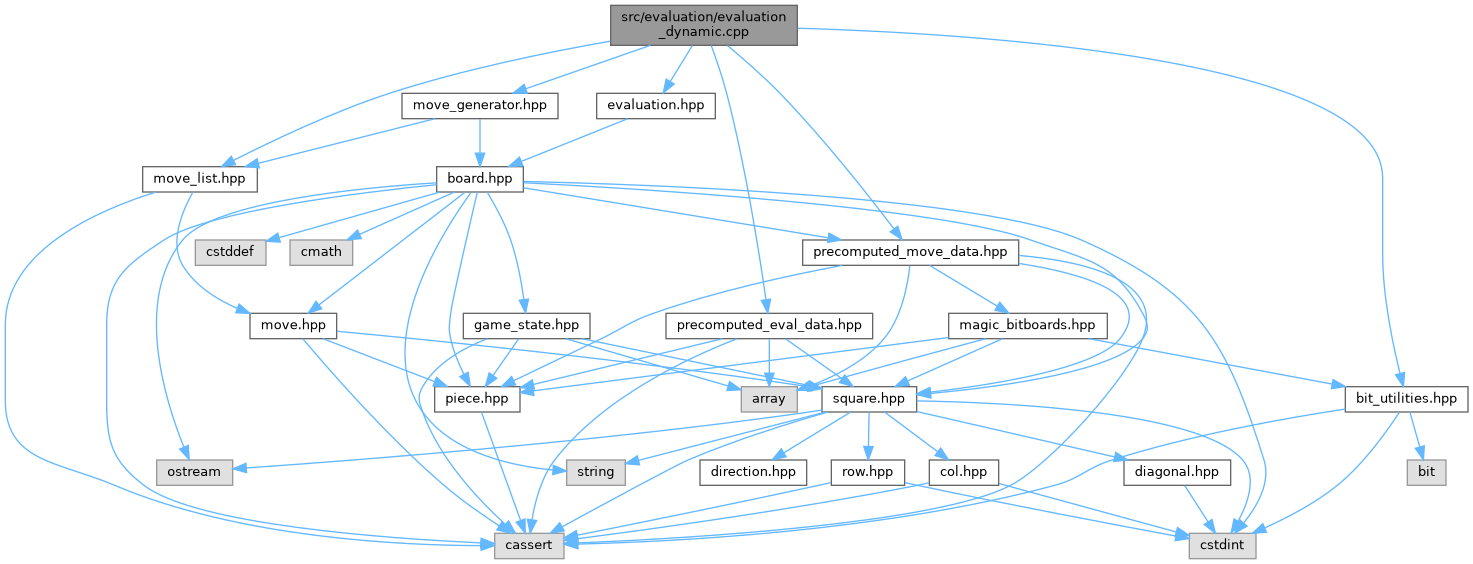 src/evaluation/evaluation
_dynamic.cpp
move_generator.hpp
evaluation.hpp
move_list.hpp
board.hpp
cstddef
cmath
precomputed_move_data.hpp
move.hpp
game_state.hpp
precomputed_eval_data.hpp
magic_bitboards.hpp
piece.hpp
array
square.hpp
bit_utilities.hpp
ostream
string
direction.hpp
row.hpp
col.hpp
diagonal.hpp
bit
cassert
cstdint